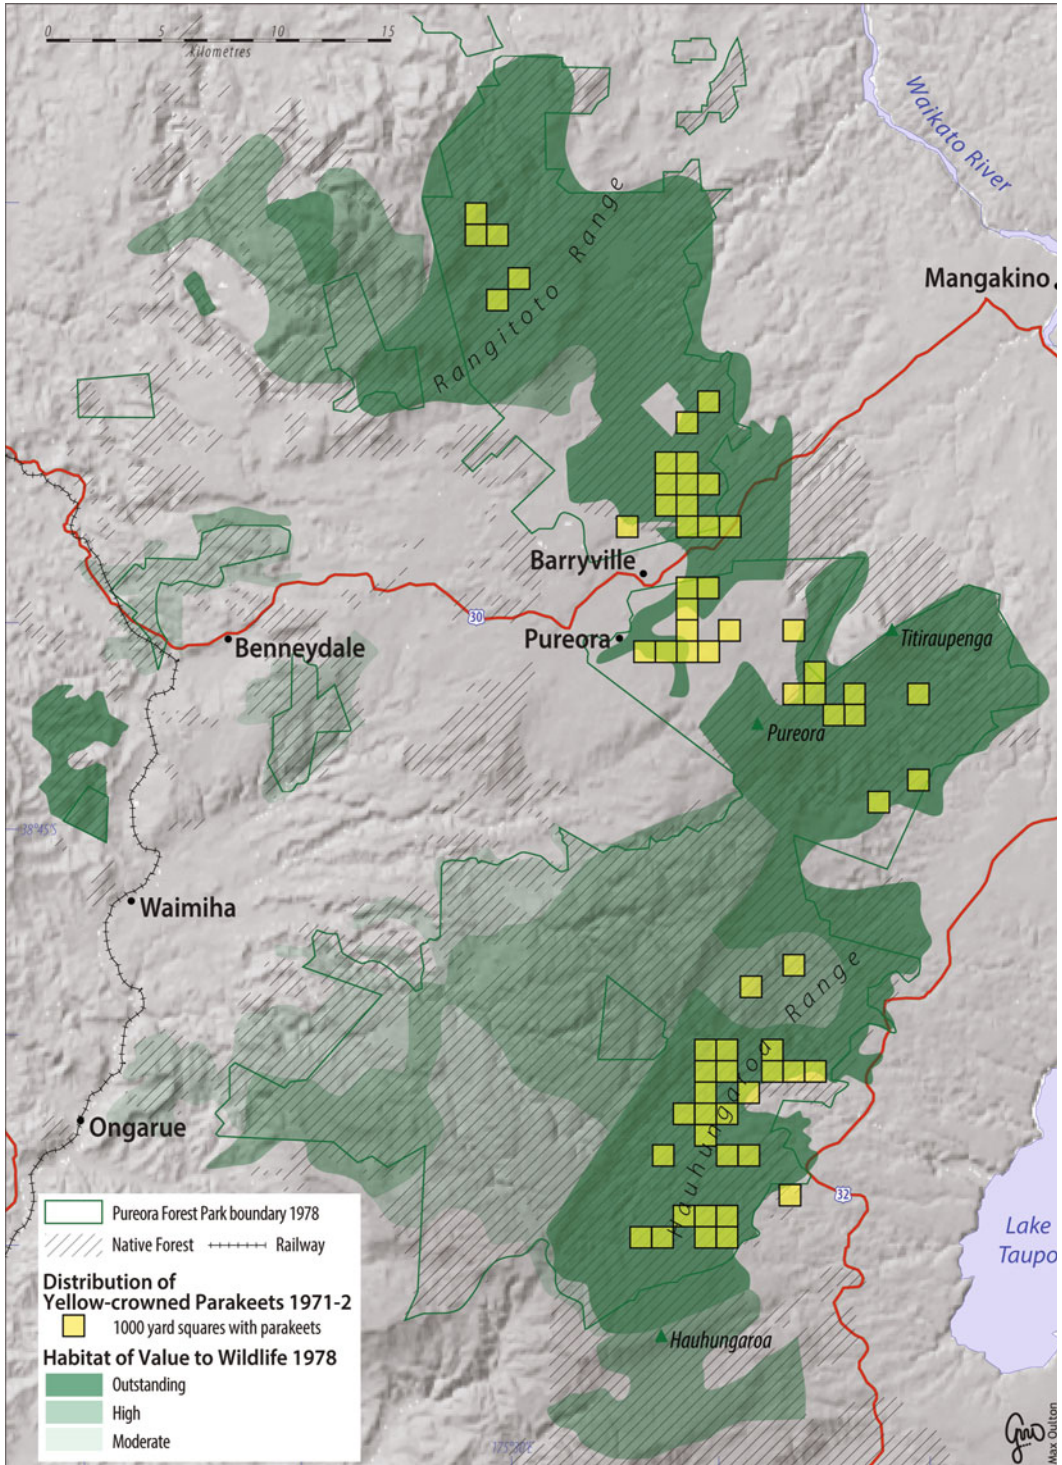 0 5 10 15
Kilometres
Waikato River
Mangakino
Rangitoto Range
Barryville
30
Pureora
Benneydale
Titiraupenga
Pureora
38°45'S
Waimiha
Hauhungaroa Range
Ongarue
32
Lake
Taupo
Pureora Forest Park boundary 1978
Native Forest Railway
Distribution of
Yellow-crowned Parakeets 1971-2
1000 yard squares with parakeets
Habitat of Value to Wildlife 1978
Outstanding
High
Moderate
Hauhungaroa
Max Oulton